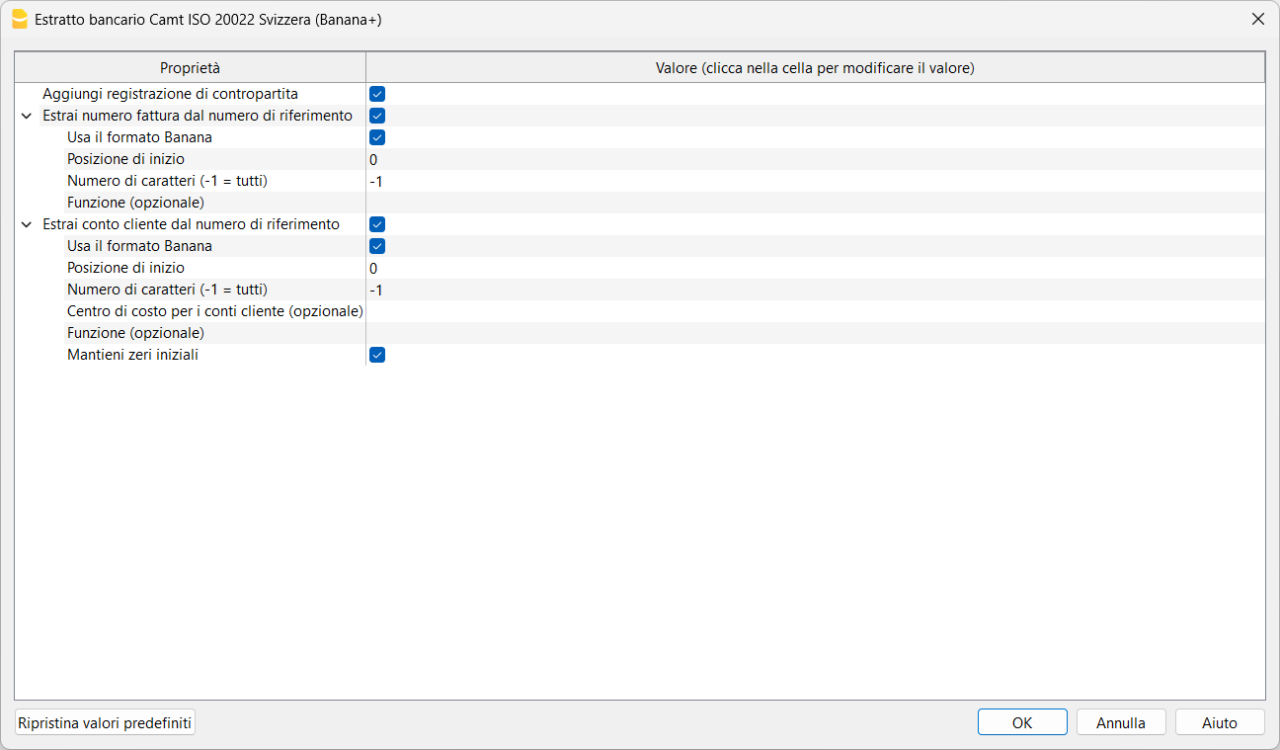 Estratto bancario Camt ISO 20022 Svizzera (Banana+)
Proprietà Valore (clicca nella cella per modificare il valore)
Aggiungi registrazione di contropartita
Estrai numero fattura dal numero di riferimento
Usa il formato Banana
Posizione di inizio 0
Numero di caratteri (-1 = tutti) -1
Funzione (opzionale)
Estrai conto cliente dal numero di riferimento
Usa il formato Banana
Posizione di inizio 0
Numero di caratteri (-1 = tutti) -1
Centro di costo per i conti cliente (opzionale)
Funzione (opzionale)
Mantieni zeri iniziali
Ripristina valori predefiniti OK Annulla Aiuto